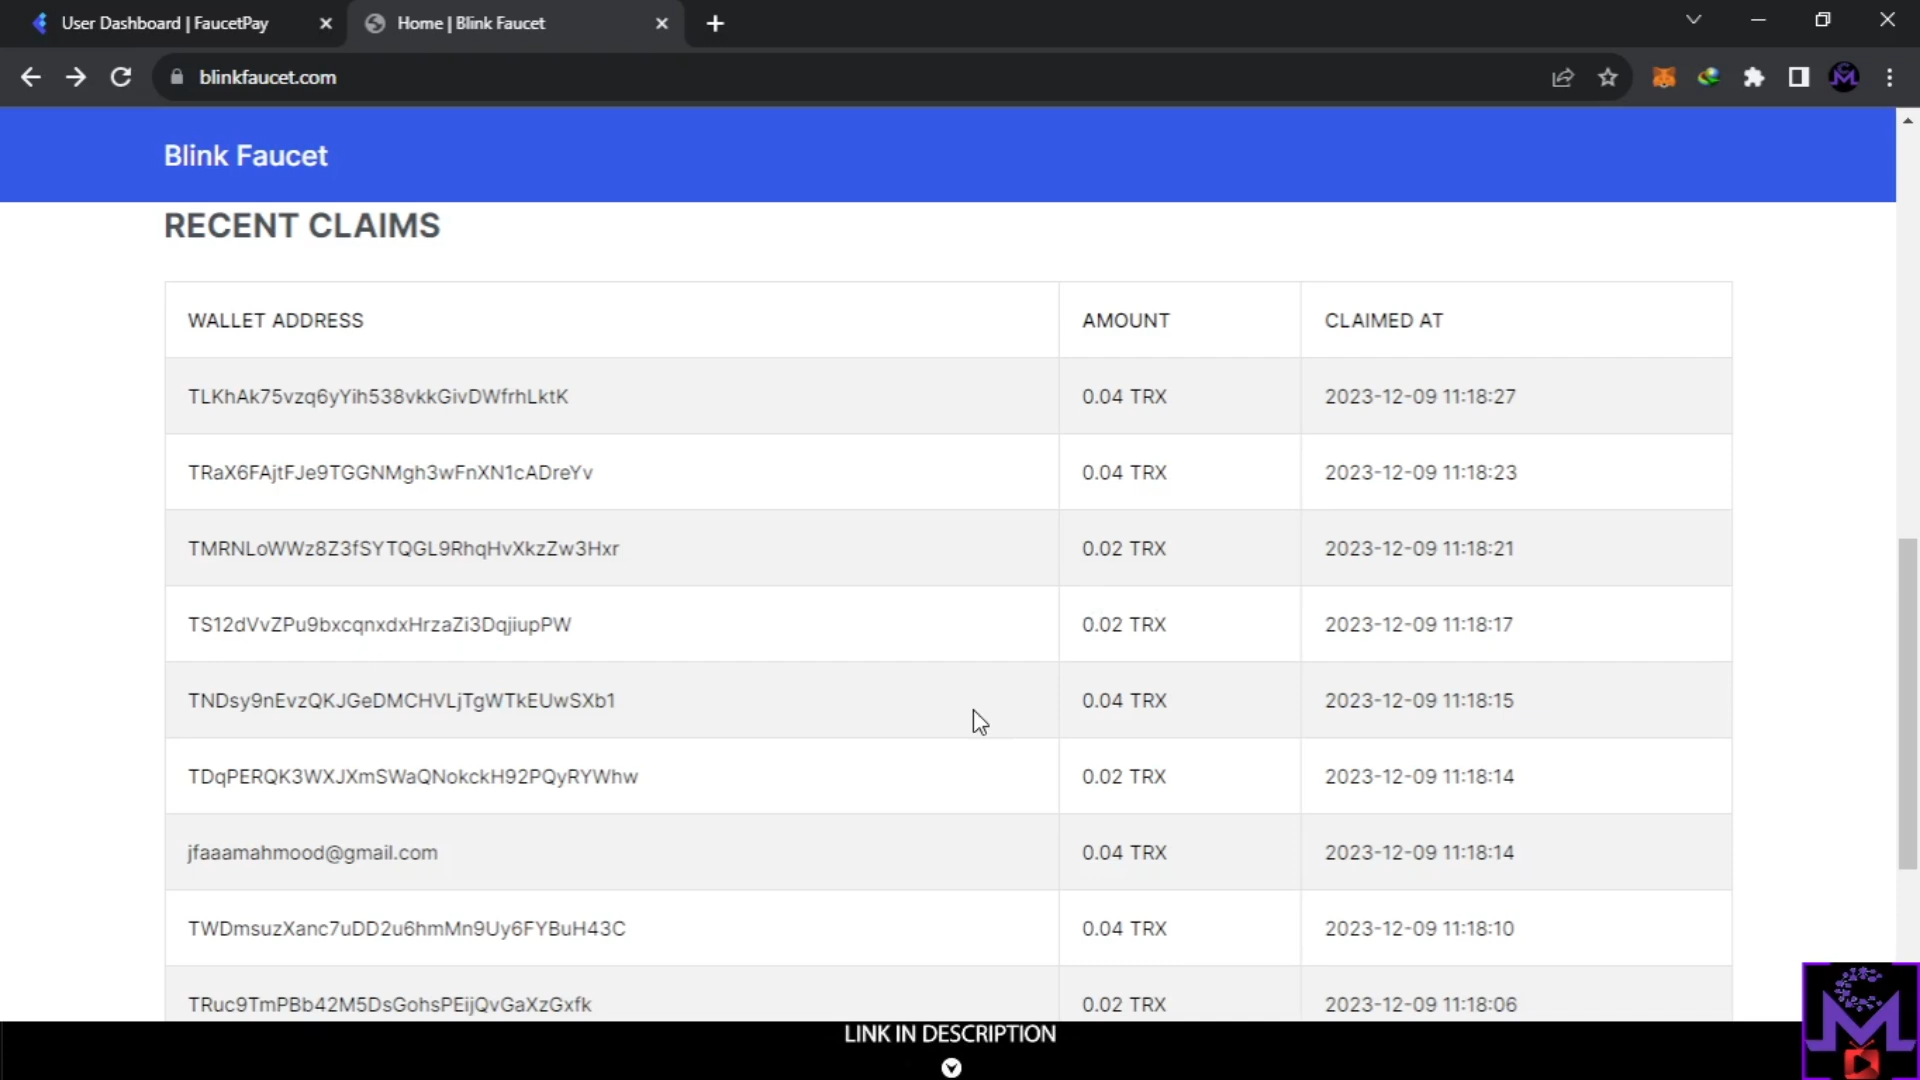 User Dashboard | FaucetPay
Home | Blink Faucet
blinkfaucet.com
Blink Faucet
RECENT CLAIMS
WALLET ADDRESS AMOUNT CLAIMED AT
TLKhAk75vzq6yYih538vkkGivDWfrhLktK 0.04 TRX 2023-12-09 11:18:27
TRaX6FAjtFJe9TGGNMgh3wFnXN1cADreYv 0.04 TRX 2023-12-09 11:18:23
TMRNLoWWz8Z3fSYTQGL9RhqHvXkzZw3Hxr 0.02 TRX 2023-12-09 11:18:21
TS12dVvZPu9bxcqnxdxHrzaZi3DqjiupPW 0.02 TRX 2023-12-09 11:18:17
TNDsy9nEvzQKJGeDMCHVLjTgWTkEUwSXb1 0.04 TRX 2023-12-09 11:18:15
TDqPERQK3WXJXmSWaQNokckH92PQyRYWhw 0.02 TRX 2023-12-09 11:18:14
jfaaamahmood@gmail.com 0.04 TRX 2023-12-09 11:18:14
TWDmsuzXanc7uDD2u6hmMn9Uy6FYBuH43C 0.04 TRX 2023-12-09 11:18:10
TRuc9TmPBb42M5DsGohsPEijQvGaXzGxfk 0.02 TRX 2023-12-09 11:18:06
LINK IN DESCRIPTION